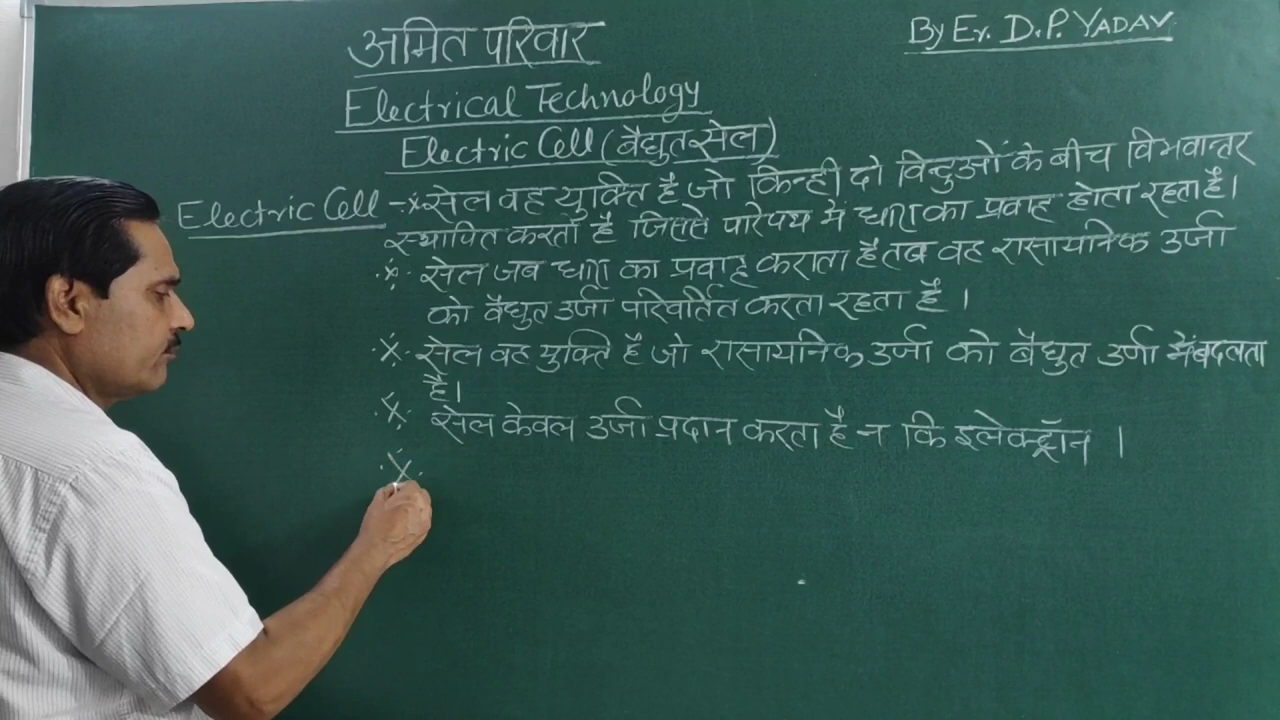 अमित परिवार
By Er. D.P. YADAV
Electrical Technology
Electric Cell (वैद्युत सेल)
Electric Cell -※ सेल वह युक्ति है जो किन्ही दो विन्दुओं के बीच विभवान्तर
स्थापित करता है जिससे परिपथ में धारा का प्रवाह होता रहता है।
※ सेल जब धारा का प्रवाह कराता है तब वह रासायनिक उर्जा
को वैद्युत उर्जा परिवर्तित करता रहता है ।
※ सेल वह युक्ति है जो रासायनिक उर्जा को वैद्युत उर्जा में बदलता
है।
※ सेल केवल उर्जा प्रदान करता है न कि इलेक्ट्रॉन ।
※